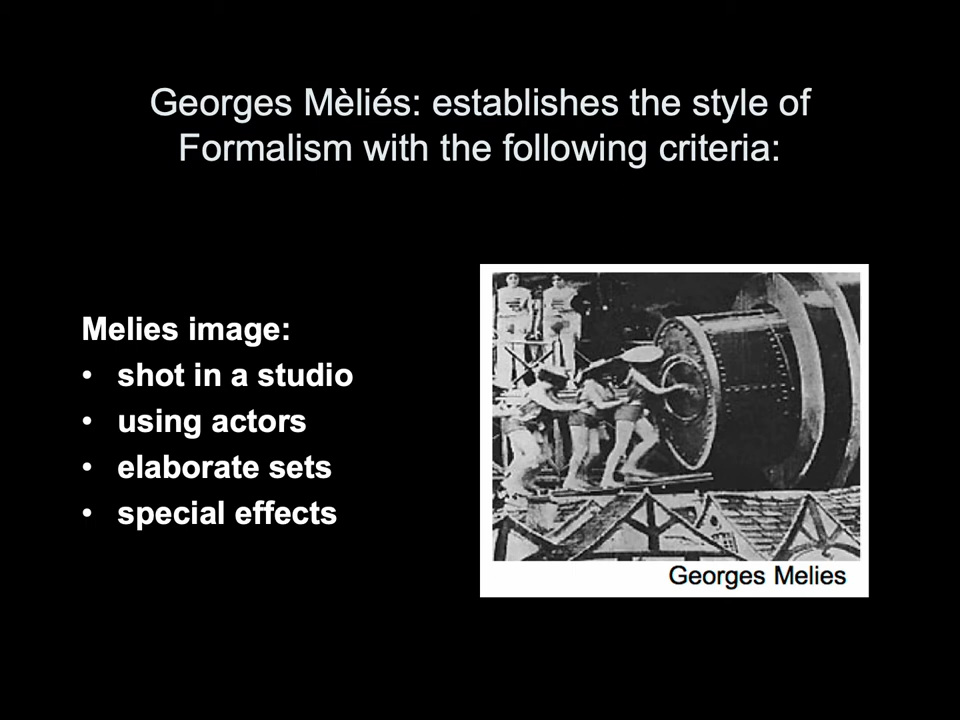 Georges Mèliés: establishes the style of
Formalism with the following criteria:
Melies image:
• shot in a studio
• using actors
• elaborate sets
• special effects
Georges Melies